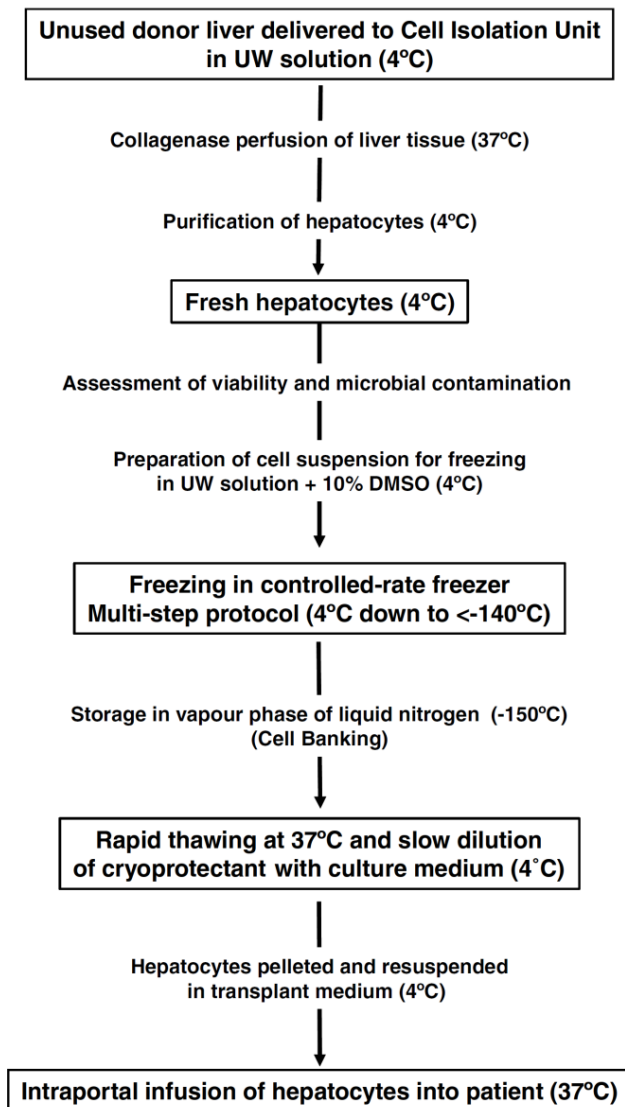 Unused donor liver delivered to Cell Isolation Unit
in UW solution (4ºC)
Collagenase perfusion of liver tissue (37ºC)
Purification of hepatocytes (4ºC)
Fresh hepatocytes (4ºC)
Assessment of viability and microbial contamination
Preparation of cell suspension for freezing
in UW solution + 10% DMSO (4ºC)
Freezing in controlled-rate freezer
Multi-step protocol (4ºC down to <-140ºC)
Storage in vapour phase of liquid nitrogen (-150ºC)
(Cell Banking)
Rapid thawing at 37ºC and slow dilution
of cryoprotectant with culture medium (4˚C)
Hepatocytes pelleted and resuspended
in transplant medium (4ºC)
Intraportal infusion of hepatocytes into patient (37ºC)